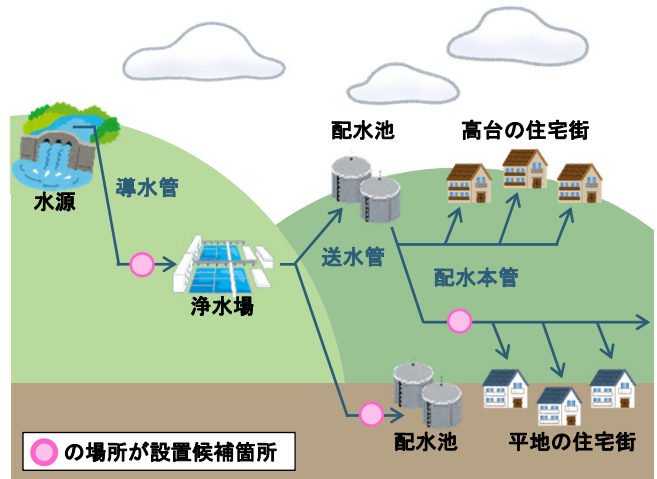 配水池
高台の住宅街
水源
導水管
送水管
配水本管
浄水場
配水池
平地の住宅街
の場所が設置候補箇所